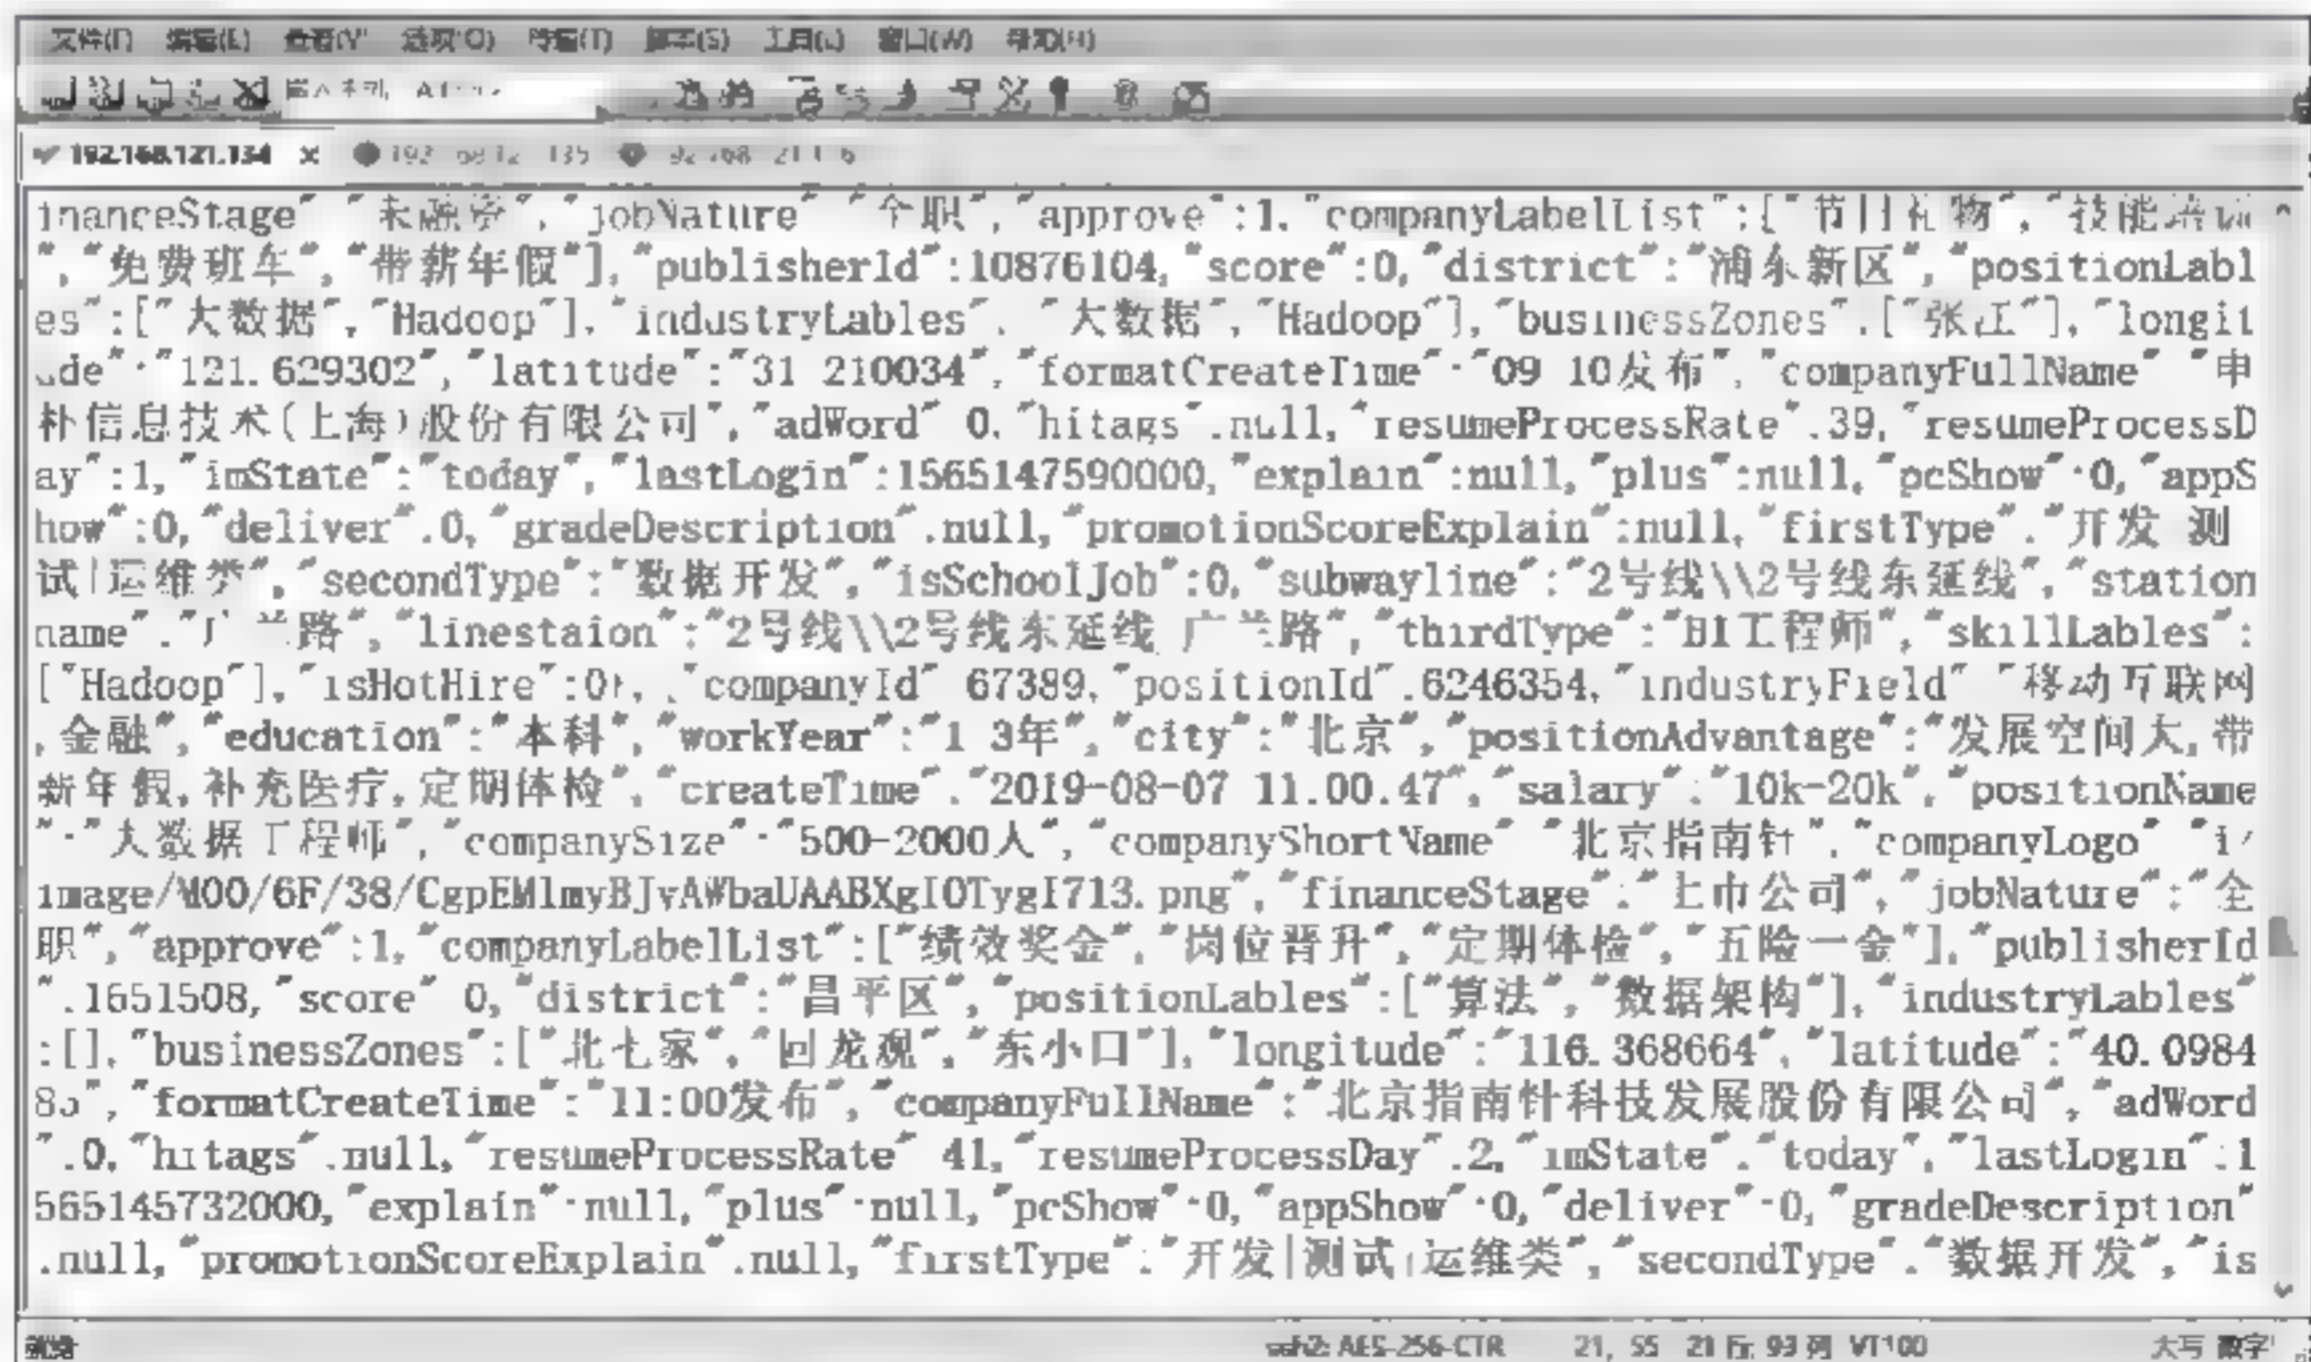 文件(F) 编辑(E) 查看(V) 选项(O) 传输(T) 脚本(S) 工具(L) 窗口(W) 帮助(H)
192.168.121.134 ×
inanceStage":"未融资","jobNature":"全职","approve":1,"companyLabelList":["节日礼物","技能培训
","免费班车","带薪年假"],"publisherId":10876104,"score":0,"district":"浦东新区","positionLabl
es":["大数据","Hadoop"],"industryLables":["大数据","Hadoop"],"businessZones":["张江"],"longit
ude":"121.629302","latitude":"31.210034","formatCreateTime":"09:10发布","companyFullName":"申
朴信息技术(上海)股份有限公司","adWord":0,"hitags":null,"resumeProcessRate":39,"resumeProcessD
ay":1,"imState":"today","lastLogin":1565147590000,"explain":null,"plus":null,"pcShow":0,"appS
how":0,"deliver":0,"gradeDescription":null,"promotionScoreExplain":null,"firstType":"开发|测
试|运维类","secondType":"数据开发","isSchoolJob":0,"subwayline":"2号线\\2号线东延线","station
name":"广兰路","linestaion":"2号线\\2号线东延线_广兰路","thirdType":"BI工程师","skillLables":
["Hadoop"],"isHotHire":0},{"companyId":67389,"positionId":6246354,"industryField":"移动互联网
,金融","education":"本科","workYear":"1-3年","city":"北京","positionAdvantage":"发展空间大,带
薪年假,补充医疗,定期体检","createTime":"2019-08-07 11:00:47","salary":"10k-20k","positionName
":"大数据工程师","companySize":"500-2000人","companyShortName":"北京指南针","companyLogo":"i/
image/M00/6F/38/CgpEMlmyBJyAWbaUAABXgIOTygI713.png","financeStage":"上市公司","jobNature":"全
职","approve":1,"companyLabelList":["绩效奖金","岗位晋升","定期体检","五险一金"],"publisherId
":1651508,"score":0,"district":"昌平区","positionLables":["算法","数据架构"],"industryLables"
:[],"businessZones":["北七家","回龙观","东小口"],"longitude":"116.368664","latitude":"40.0984
85","formatCreateTime":"11:00发布","companyFullName":"北京指南针科技发展股份有限公司","adWord
":0,"hitags":null,"resumeProcessRate":41,"resumeProcessDay":2,"imState":"today","lastLogin":1
565145732000,"explain":null,"plus":null,"pcShow":0,"appShow":0,"deliver":0,"gradeDescription"
:null,"promotionScoreExplain":null,"firstType":"开发|测试|运维类","secondType":"数据开发","is
就绪 ssh2: AES-256-CTR 21, 55 21 行, 93 列 VT100 大写 数字